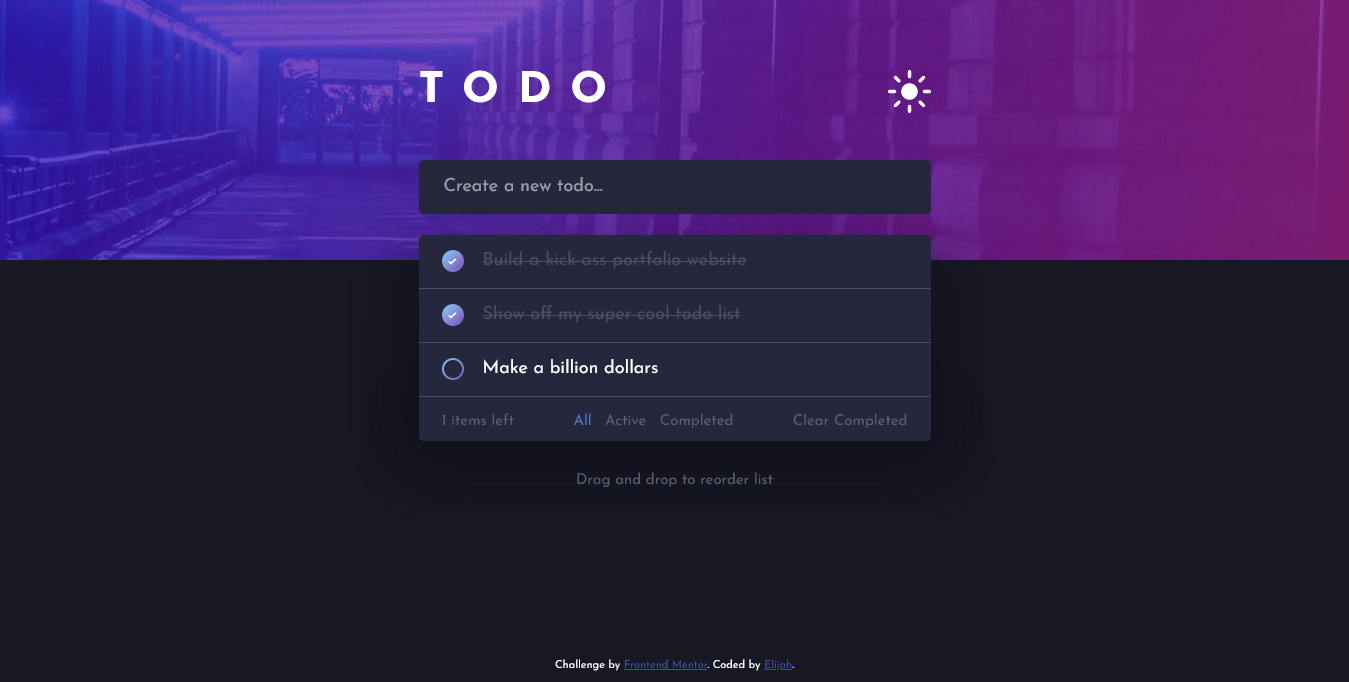 TODO
Create a new todo...
Build a kick ass portfolio website
Show off my super cool todo list
Make a billion dollars
1 items left All Active Completed Clear Completed
Drag and drop to reorder list
Challenge by Frontend Mentor. Coded by Elijah.